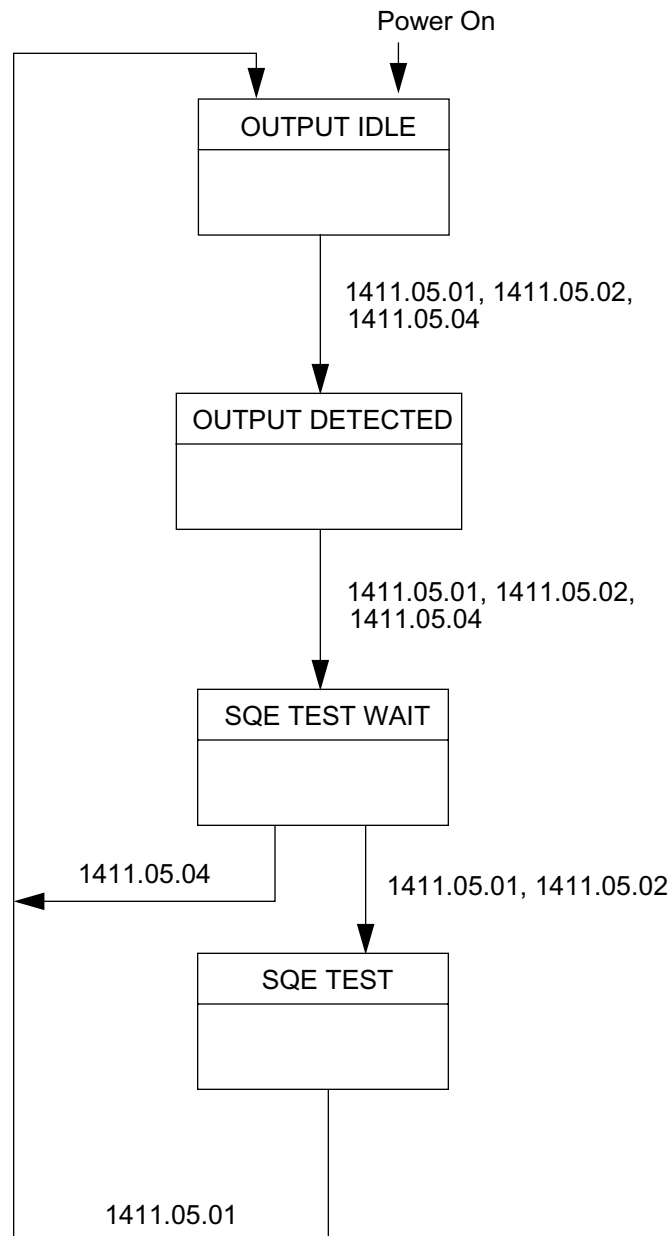 Power On
OUTPUT IDLE
1411.05.01, 1411.05.02,
1411.05.04
OUTPUT DETECTED
1411.05.01, 1411.05.02,
1411.05.04
SQE TEST WAIT
1411.05.04
1411.05.01, 1411.05.02
SQE TEST
1411.05.01